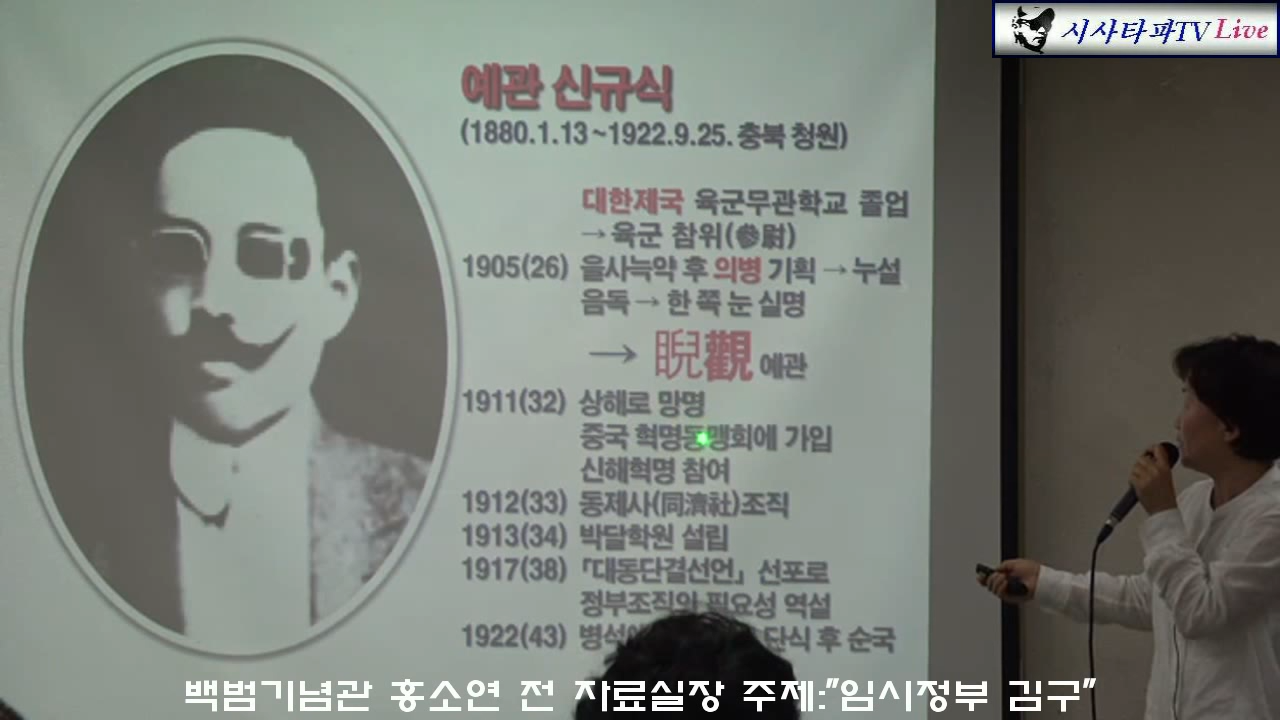 시사타파TV Live
예관 신규식
(1880.1.13~1922.9.25. 충북 청원)
대한제국 육군무관학교 졸업
→ 육군 참위(參尉)
1905(26) 을사늑약 후 의병 기획 → 누설
음독 → 한 쪽 눈 실명
→ 睨觀 예관
1911(32) 상해로 망명
중국 혁명동맹회에 가입
신해혁명 참여
1912(33) 동제사(同濟社)조직
1913(34) 박달학원 설립
1917(38) 「대동단결선언」 선포로
정부조직의 필요성 역설
1922(43) 단식 후 순국
백범기념관 홍소연 전 자료실장 주제:"임시정부 김구"